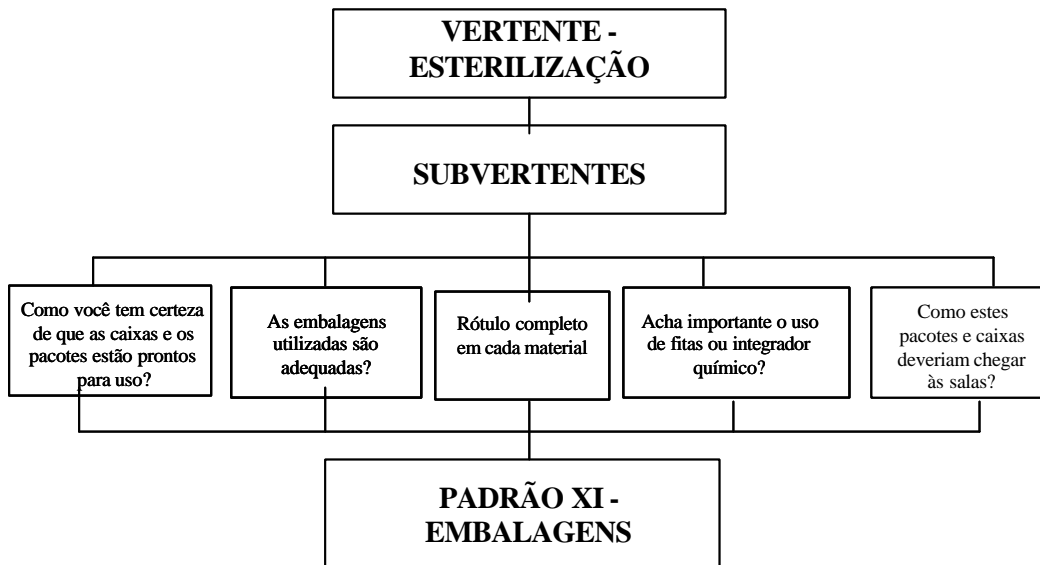 VERTENTE -
ESTERILIZAÇÃO
SUBVERTENTES
Como você tem certeza
de que as caixas e os
pacotes estão prontos
para uso?
As embalagens
utilizadas são
adequadas?
Rótulo completo
em cada material
Acha importante o uso
de fitas ou integrador
químico?
Como estes
pacotes e caixas
deveriam chegar
às salas?
PADRÃO XI -
EMBALAGENS